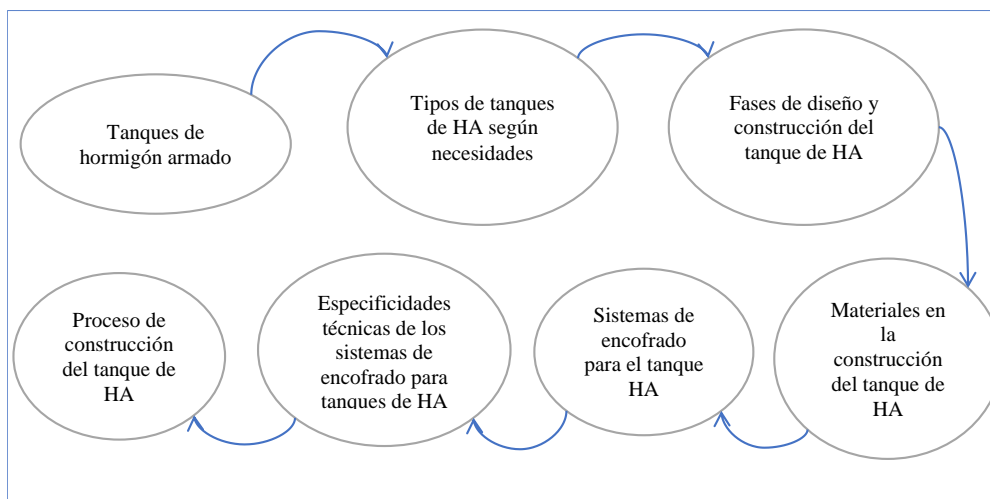 Tanques de
hormigón armado
Tipos de tanques
de HA según
necesidades
Fases de diseño y
construcción del
tanque de HA
Materiales en
la
construcción
del tanque de
HA
Sistemas de
encofrado
para el tanque
HA
Especificidades
técnicas de los
sistemas de
encofrado para
tanques de HA
Proceso de
construcción
del tanque de
HA